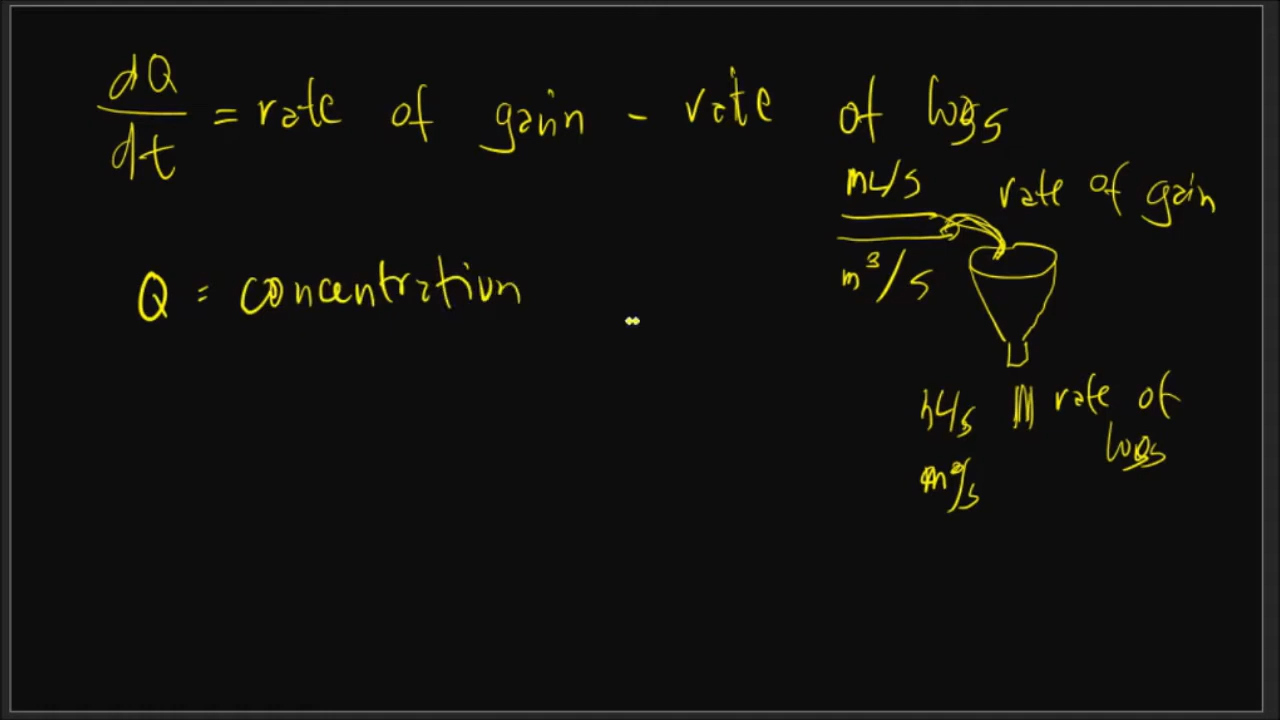 dQ/dt = rate of gain - rate of loss
mL/s
rate of gain
m³/s
Q = concentration
mL/s
rate of
loss
m³/s